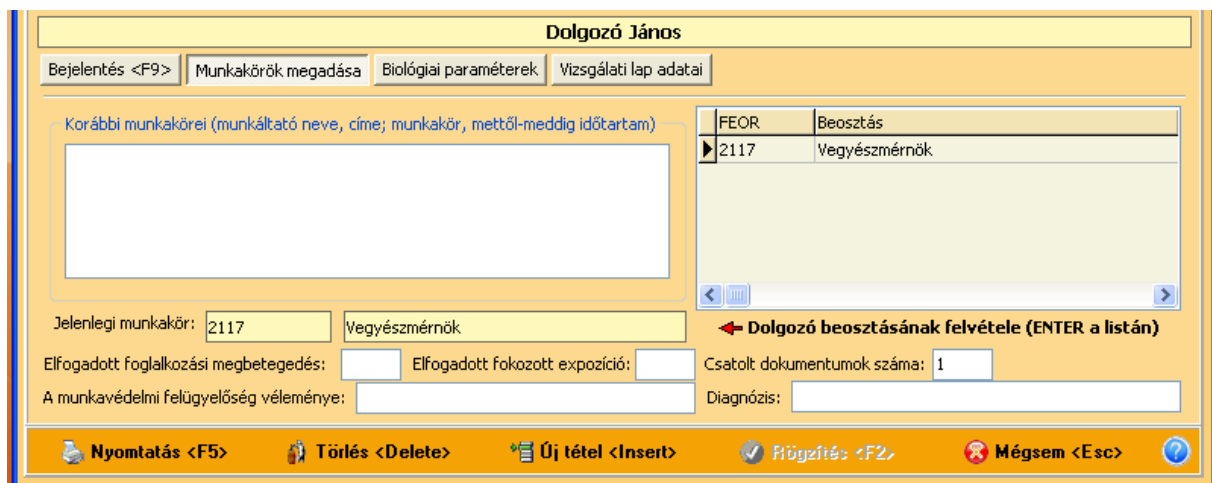 Dolgozó János
Bejelentés <F9> Munkakörök megadása Biológiai paraméterek Vizsgálati lap adatai
Korábbi munkakörei (munkáltató neve, címe; munkakör, mettől-meddig időtartam)
FEOR Beosztás
2117 Vegyészmérnök
Jelenlegi munkakör: 2117 Vegyészmérnök
Dolgozó beosztásának felvétele (ENTER a listán)
Elfogadott foglalkozási megbetegedés: Elfogadott fokozott expozíció: Csatolt dokumentumok száma: 1
A munkavédelmi felügyelőség véleménye: Diagnózis:
Nyomtatás <F5> Törlés <Delete> Új tétel <Insert> Rögzítés <F2> Mégsem <Esc> ?